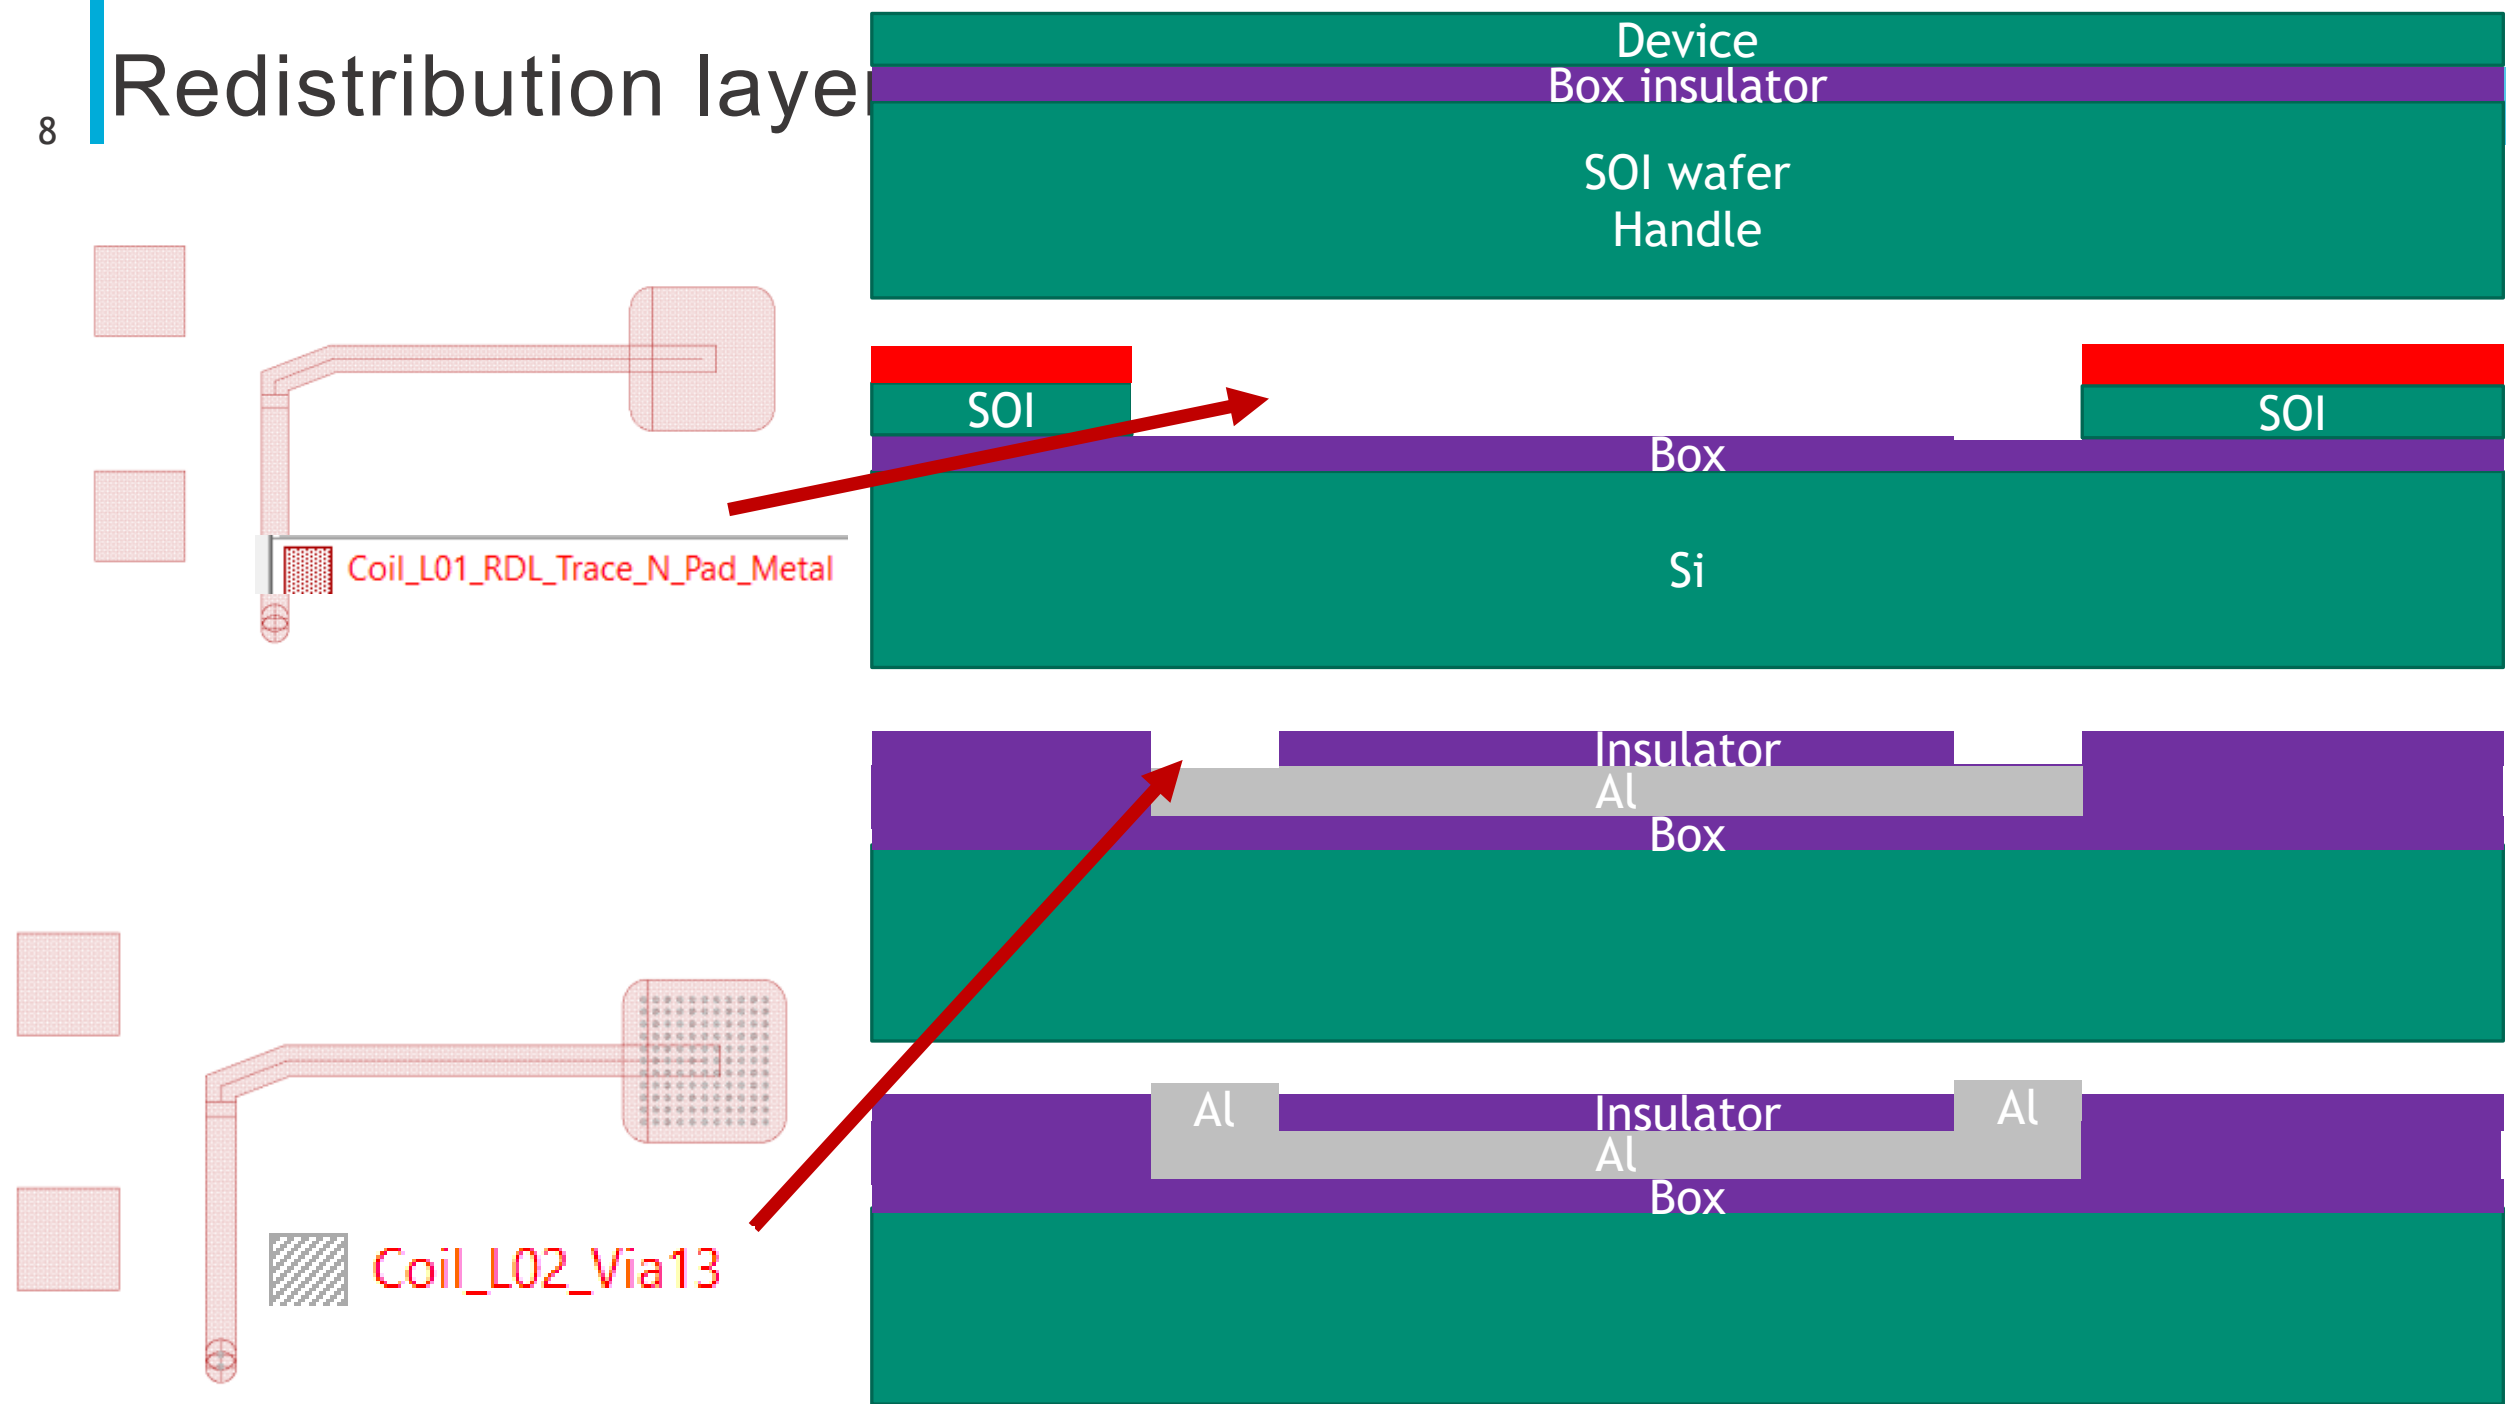 8
Redistribution layer
Device
Box insulator
SOI wafer
Handle
SOI
SOI
Box
Si
Coil_L01_RDL_Trace_N_Pad_Metal
Insulator
Al
Box
Al
Insulator
Al
Al
Box
Coil_L02_Via13